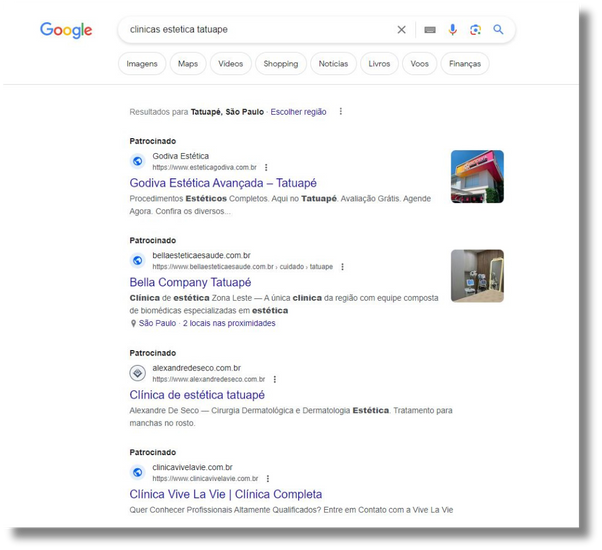 Google
clinicas estetica tatuape
Imagens
Maps
Vídeos
Shopping
Notícias
Livros
Voos
Finanças
Resultados para Tatuapé, São Paulo · Escolher região
Patrocinado
Godiva Estética
https://www.esteticagodiva.com.br
Godiva Estética Avançada – Tatuapé
Procedimentos Estéticos Completos. Aqui no Tatuapé. Avaliação Grátis. Agende
Agora. Confira os diversos...
Patrocinado
bellaesteticaesaude.com.br
https://www.bellaesteticaesaude.com.br › cuidado › tatuape
Bella Company Tatuapé
Clínica de estética Zona Leste — A única clínica da região com equipe composta
de biomédicas especializadas em estética
São Paulo · 2 locais nas proximidades
Patrocinado
alexandredeseco.com.br
https://www.alexandredeseco.com.br
Clínica de estética tatuapé
Alexandre De Seco — Cirurgia Dermatológica e Dermatologia Estética. Tratamento para
manchas no rosto.
Patrocinado
clinicavivelavie.com.br
https://www.clinicavivelavie.com.br
Clínica Vive La Vie | Clínica Completa
Quer Conhecer Profissionais Altamente Qualificados? Entre em Contato com a Vive La Vie